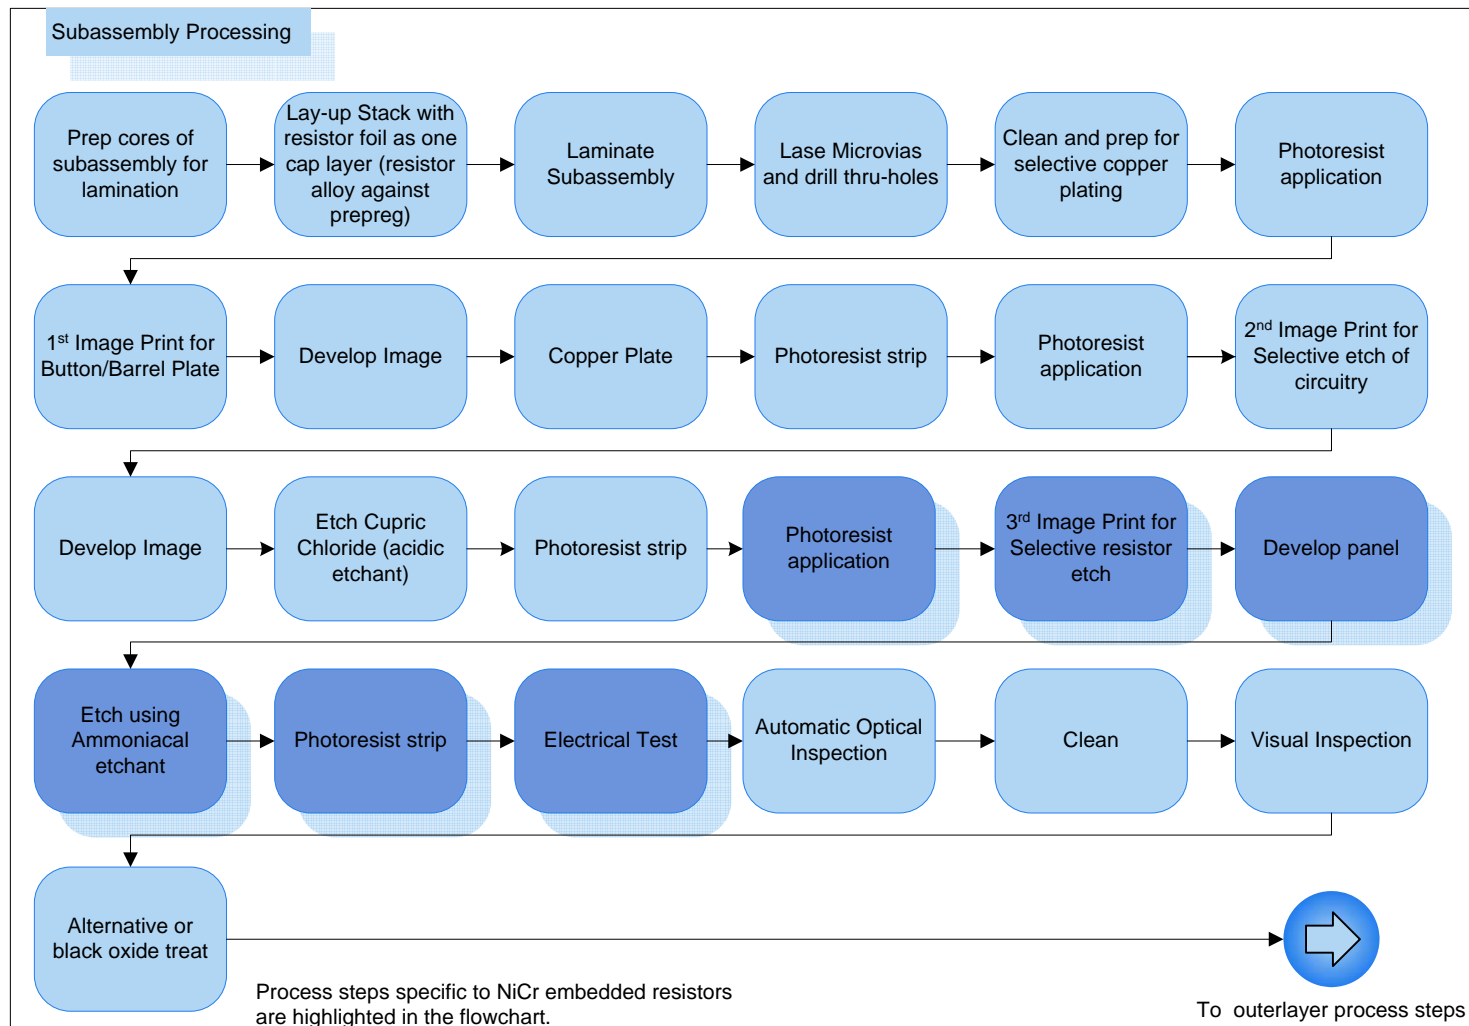 Subassembly Processing
Prep cores of
subassembly for
lamination
Lay-up Stack with
resistor foil as one
cap layer (resistor
alloy against
prepreg)
Laminate
Subassembly
Lase Microvias
and drill thru-holes
Clean and prep for
selective copper
plating
Photoresist
application
1st Image Print for
Button/Barrel Plate
Develop Image
Copper Plate
Photoresist strip
Photoresist
application
2nd Image Print for
Selective etch of
circuitry
Develop Image
Etch Cupric
Chloride (acidic
etchant)
Photoresist strip
Photoresist
application
3rd Image Print for
Selective resistor
etch
Develop panel
Etch using
Ammoniacal
etchant
Photoresist strip
Electrical Test
Automatic Optical
Inspection
Clean
Visual Inspection
Alternative or
black oxide treat
Process steps specific to NiCr embedded resistors
are highlighted in the flowchart.
To outerlayer process steps